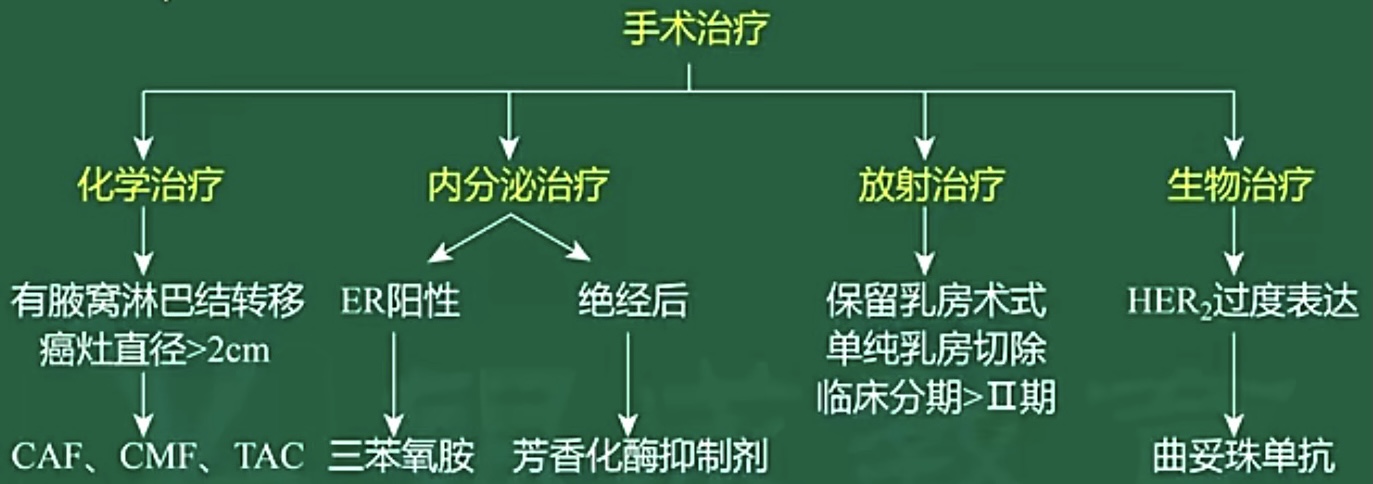 手术治疗
化学治疗
内分泌治疗
放射治疗
生物治疗
有腋窝淋巴结转移
癌灶直径>2cm
ER阳性
绝经后
保留乳房术式
单纯乳房切除
临床分期>Ⅱ期
HER₂过度表达
CAF、CMF、TAC
三苯氧胺
芳香化酶抑制剂
曲妥珠单抗